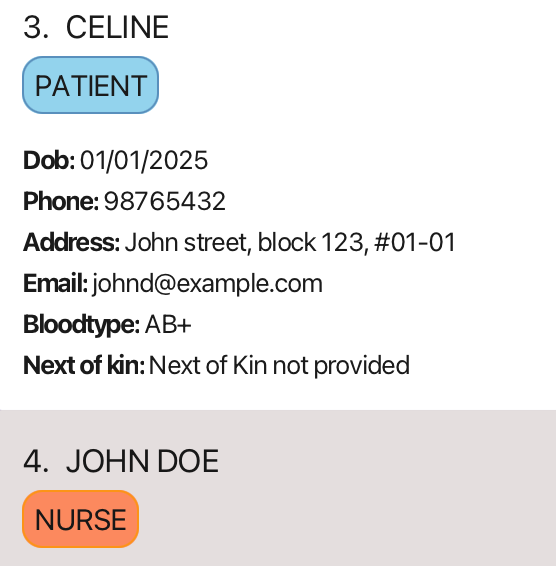 3. CELINE
PATIENT
Dob: 01/01/2025
Phone: 98765432
Address: John street, block 123, #01-01
Email: johnd@example.com
Bloodtype: AB+
Next of kin: Next of Kin not provided
4. JOHN DOE
NURSE